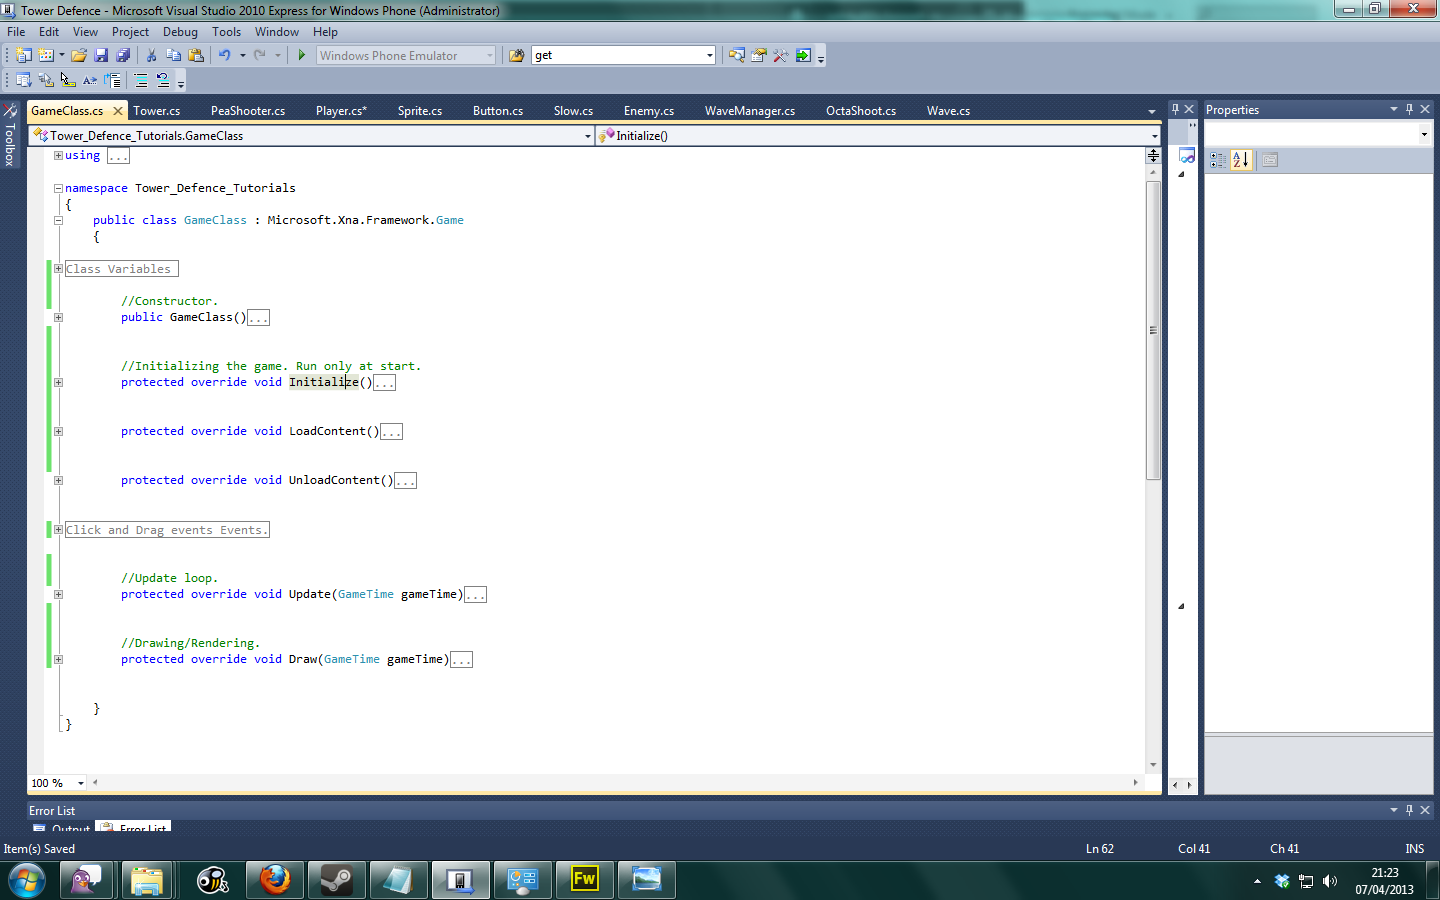 Tower Defence - Microsoft Visual Studio 2010 Express for Windows Phone (Administrator)
File Edit View Project Debug Tools Window Help
Windows Phone Emulator get
GameClass.cs Tower.cs PeaShooter.cs Player.cs* Sprite.cs Button.cs Slow.cs Enemy.cs WaveManager.cs OctaShoot.cs Wave.cs
Properties
Toolbox
Tower_Defence_Tutorials.GameClass Initialize()
using ...
namespace Tower_Defence_Tutorials
{
public class GameClass : Microsoft.Xna.Framework.Game
{
Class Variables
//Constructor.
public GameClass()...
//Initializing the game. Run only at start.
protected override void Initialize()...
protected override void LoadContent()...
protected override void UnloadContent()...
Click and Drag events Events.
//Update loop.
protected override void Update(GameTime gameTime)...
//Drawing/Rendering.
protected override void Draw(GameTime gameTime)...
}
}
100 %
Error List
Output Error List
Item(s) Saved Ln 62 Col 41 Ch 41 INS
Fw
21:23
07/04/2013